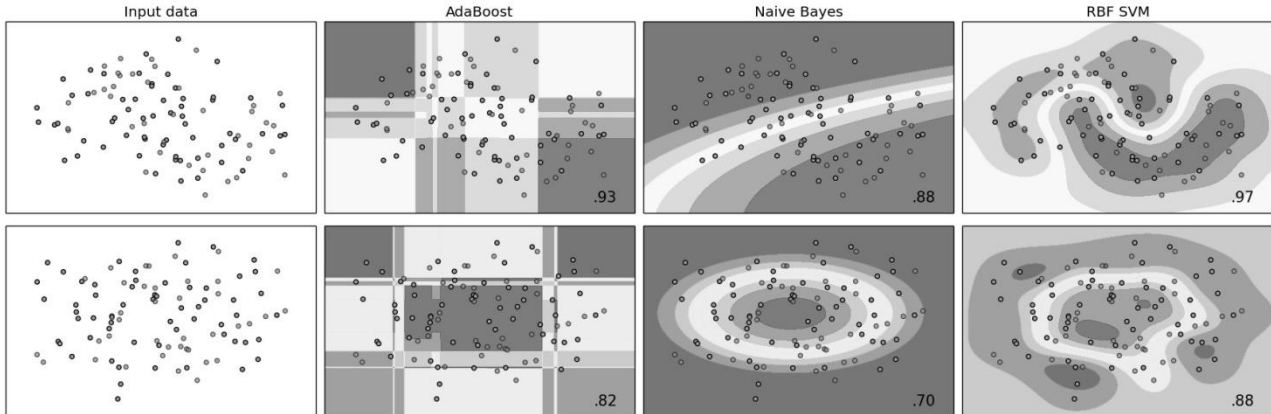 Input data
AdaBoost
Naive Bayes
RBF SVM
.93
.88
.97
.82
.70
.88